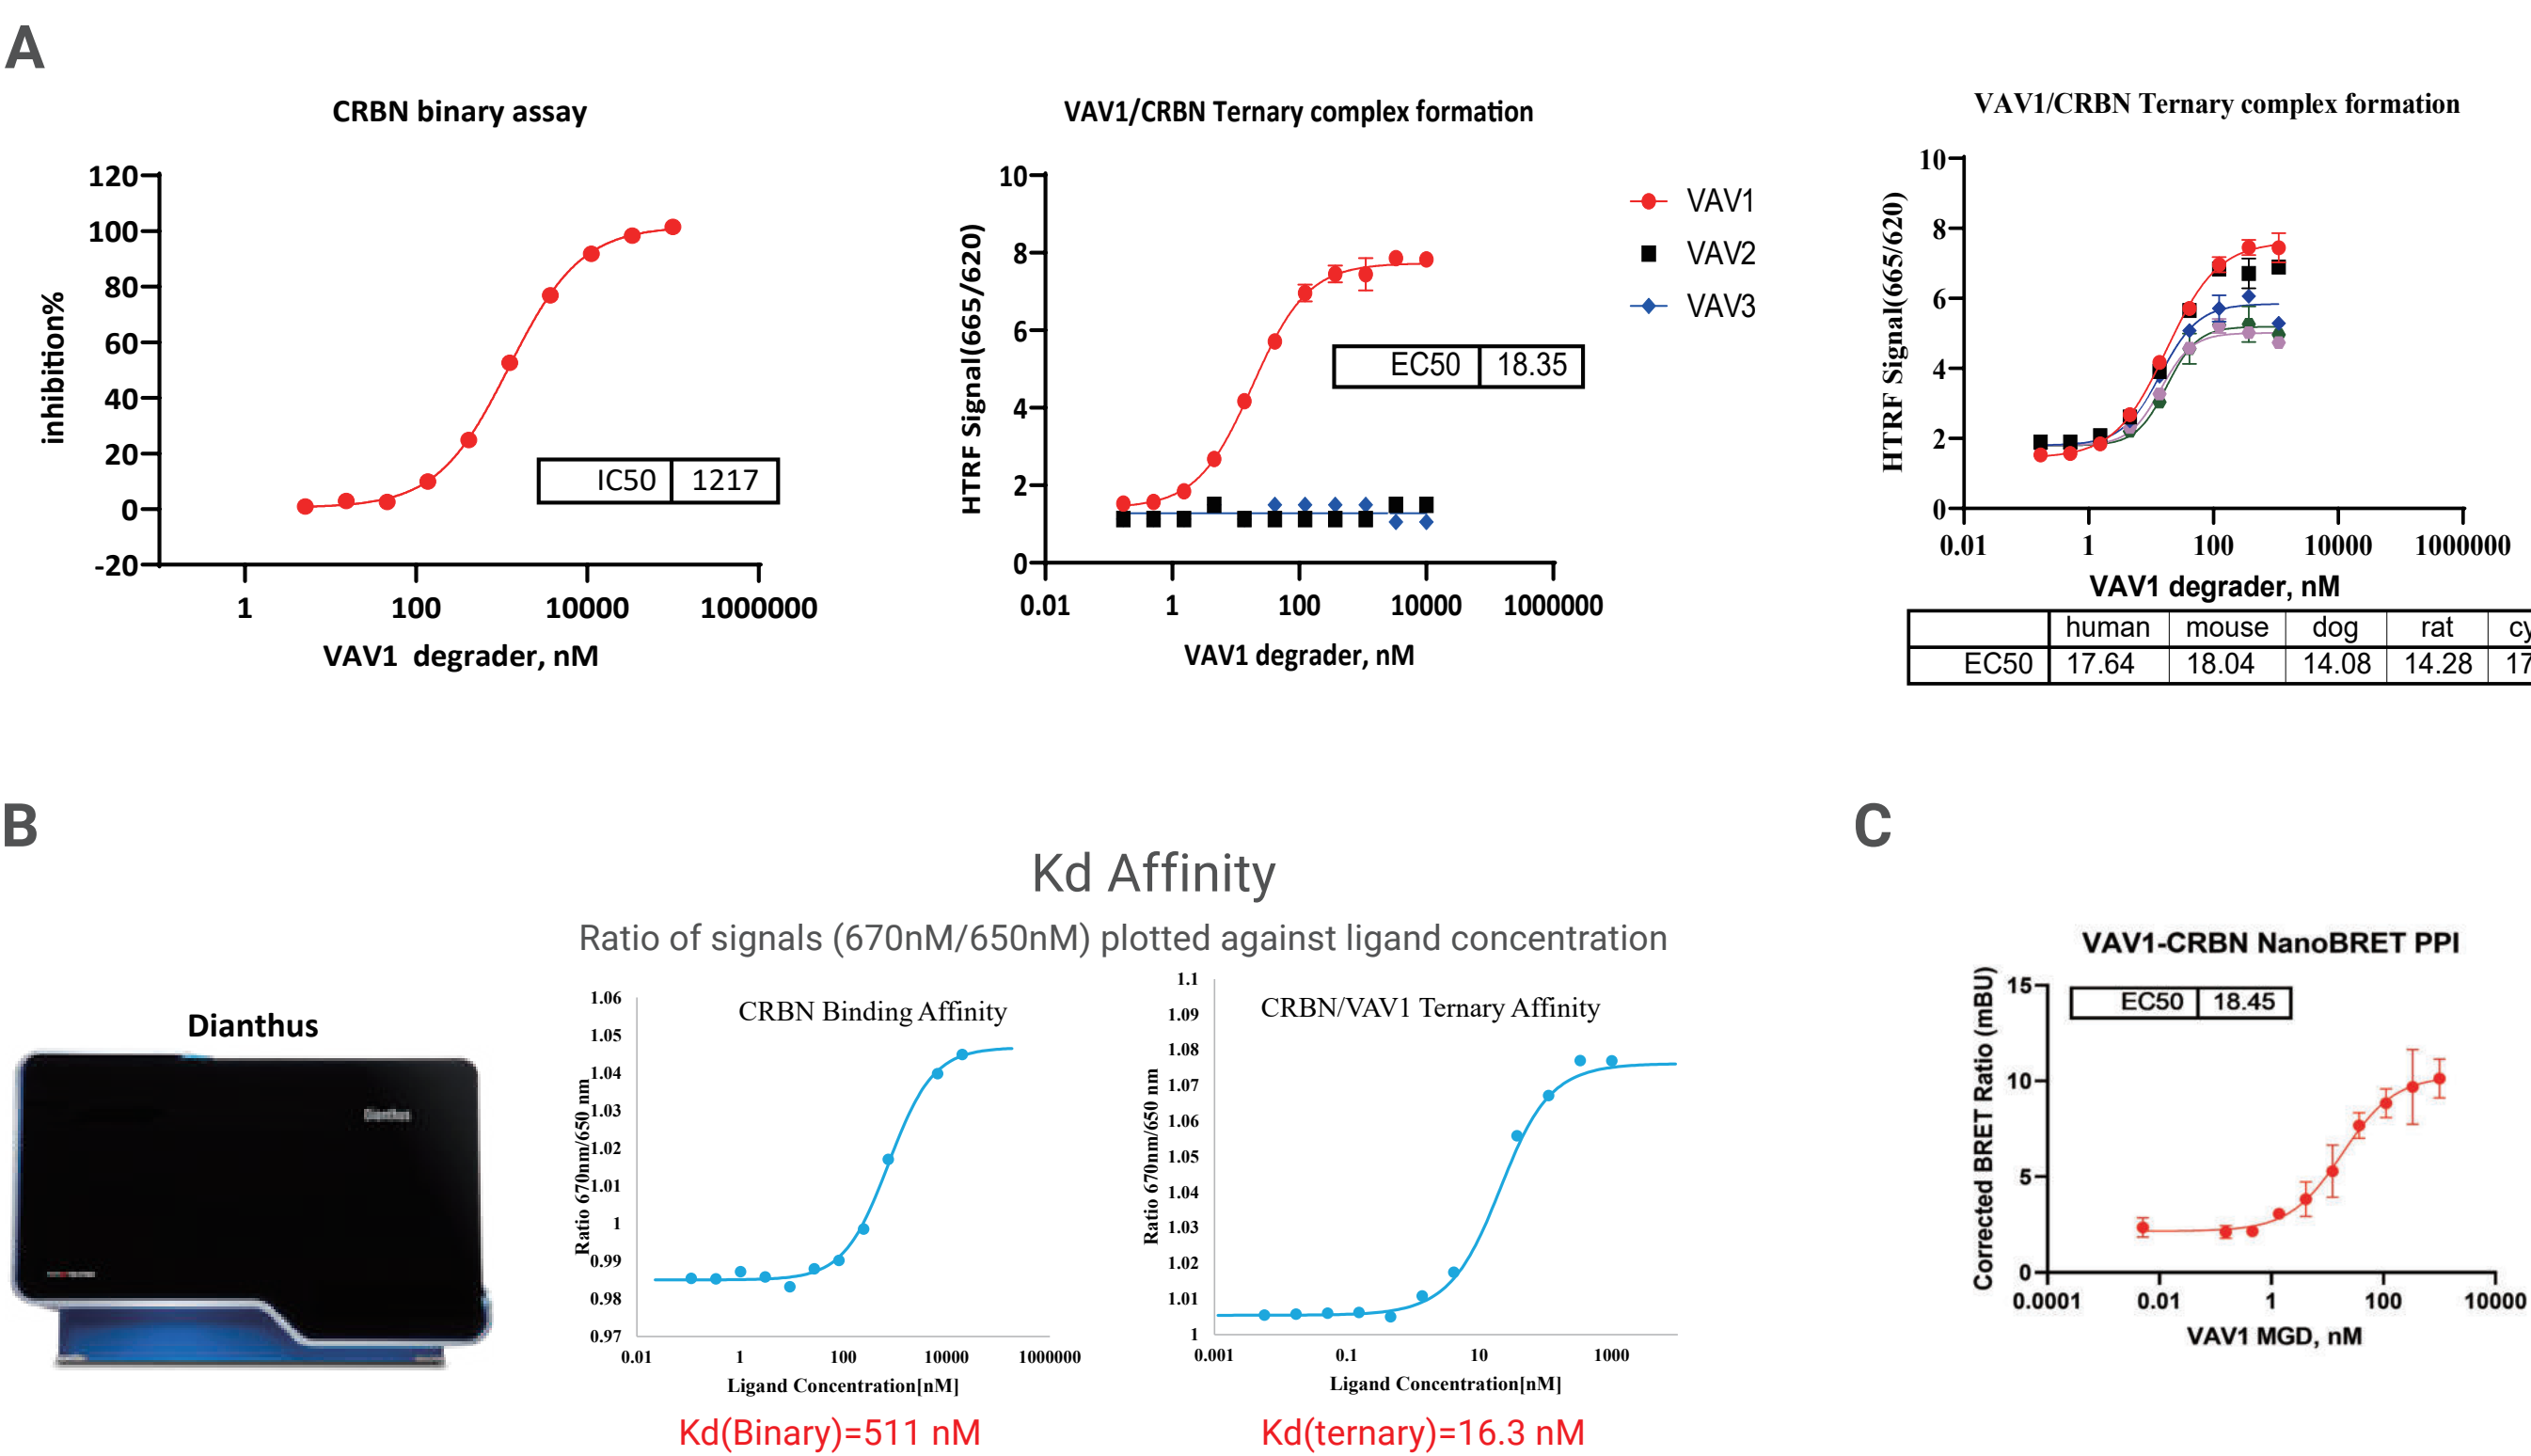 A
CRBN binary assay
120
100
80
60
40
20
0
-20
inhibition%
IC50 1217
1 100 10000 1000000
VAV1 degrader, nM
VAV1/CRBN Ternary complex formation
10
8
6
4
2
0
HTRF Signal(665/620)
VAV1
VAV2
VAV3
EC50 18.35
0.01 1 100 10000 1000000
VAV1 degrader, nM
VAV1/CRBN Ternary complex formation
10
8
6
4
2
0
HTRF Signal(665/620)
0.01 1 100 10000 1000000
VAV1 degrader, nM
human mouse dog rat cy
EC50 17.64 18.04 14.08 14.28 17
B
Kd Affinity
Ratio of signals (670nM/650nM) plotted against ligand concentration
Dianthus
Dianthus
CRBN Binding Affinity
1.06
1.05
1.04
1.03
1.02
1.01
1
0.99
0.98
0.97
Ratio 670nm/650 nm
0.01 1 100 10000 1000000
Ligand Concentration[nM]
Kd(Binary)=511 nM
CRBN/VAV1 Ternary Affinity
1.1
1.09
1.08
1.07
1.06
1.05
1.04
1.03
1.02
1.01
1
Ratio 670nm/650 nm
0.001 0.1 10 1000
Ligand Concentration[nM]
Kd(ternary)=16.3 nM
C
VAV1-CRBN NanoBRET PPI
15
10
5
0
Corrected BRET Ratio (mBU)
EC50 18.45
0.0001 0.01 1 100 10000
VAV1 MGD, nM